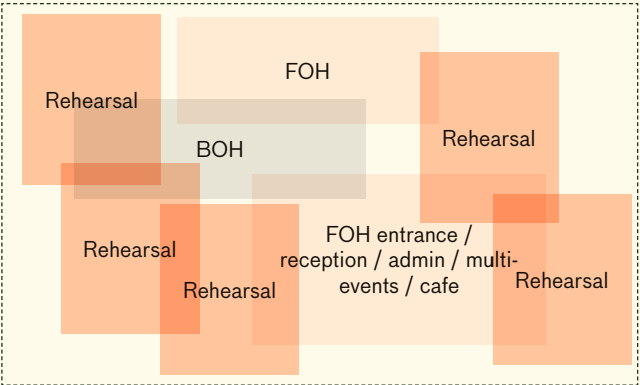 FOH
Rehearsal
Rehearsal
BOH
FOH entrance /
reception / admin / multi-
events / cafe
Rehearsal
Rehearsal
Rehearsal